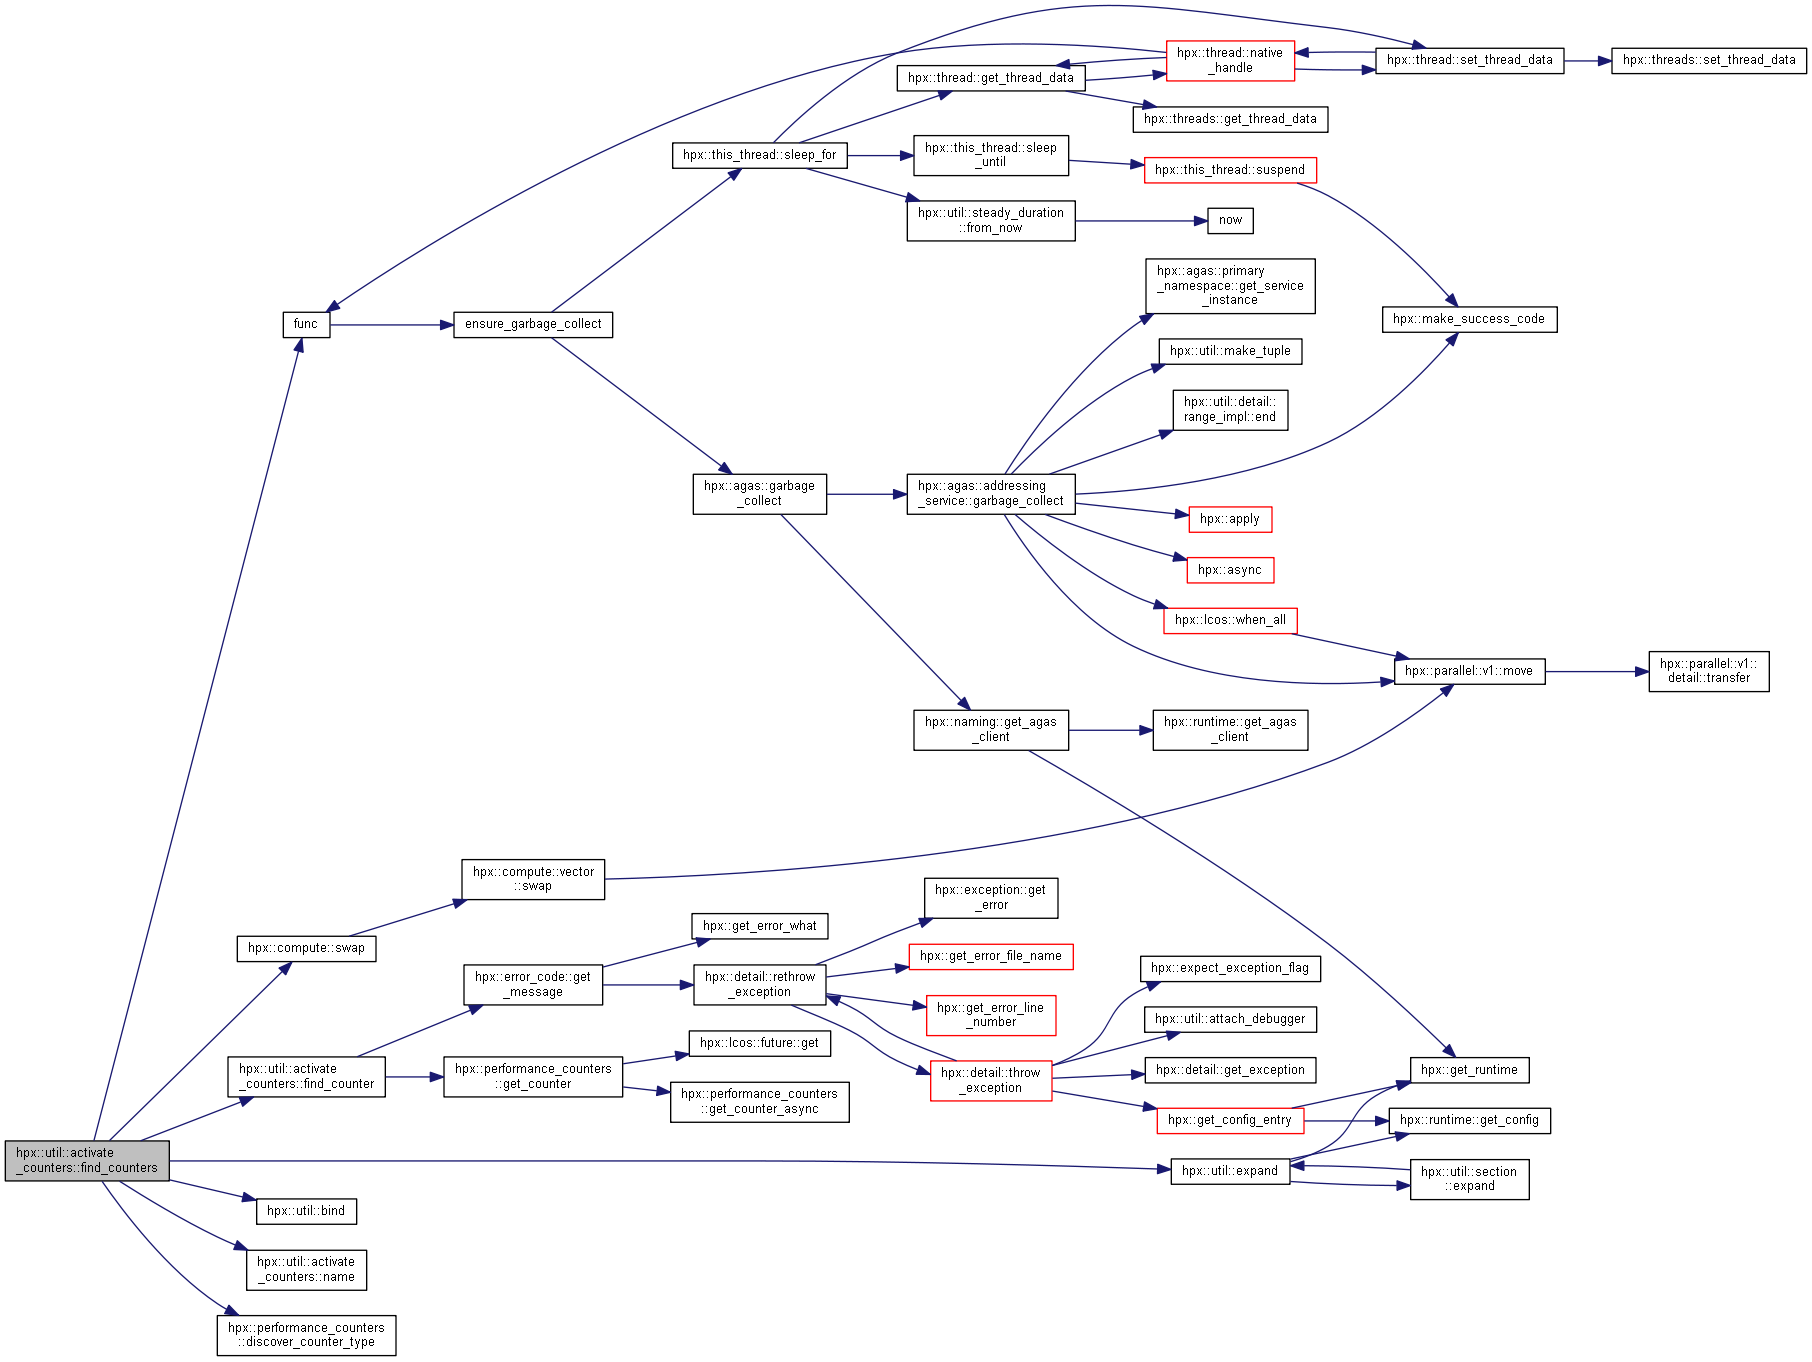 hpx::thread::native
_handle
hpx::thread::set_thread_data
hpx::threads::set_thread_data
hpx::thread::get_thread_data
hpx::threads::get_thread_data
hpx::this_thread::sleep_for
hpx::this_thread::sleep
_until
hpx::this_thread::suspend
hpx::util::steady_duration
::from_now
now
hpx::agas::primary
_namespace::get_service
_instance
func
ensure_garbage_collect
hpx::make_success_code
hpx::util::make_tuple
hpx::util::detail::
range_impl::end
hpx::agas::garbage
_collect
hpx::agas::addressing
_service::garbage_collect
hpx::apply
hpx::async
hpx::lcos::when_all
hpx::parallel::v1::move
hpx::parallel::v1::
detail::transfer
hpx::naming::get_agas
_client
hpx::runtime::get_agas
_client
hpx::compute::vector
::swap
hpx::exception::get
_error
hpx::get_error_what
hpx::compute::swap
hpx::get_error_file_name
hpx::error_code::get
_message
hpx::detail::rethrow
_exception
hpx::expect_exception_flag
hpx::get_error_line
_number
hpx::util::attach_debugger
hpx::lcos::future::get
hpx::util::activate
_counters::find_counter
hpx::performance_counters
::get_counter
hpx::detail::throw
_exception
hpx::detail::get_exception
hpx::get_runtime
hpx::performance_counters
::get_counter_async
hpx::get_config_entry
hpx::runtime::get_config
hpx::util::activate
_counters::find_counters
hpx::util::expand
hpx::util::section
::expand
hpx::util::bind
hpx::util::activate
_counters::name
hpx::performance_counters
::discover_counter_type